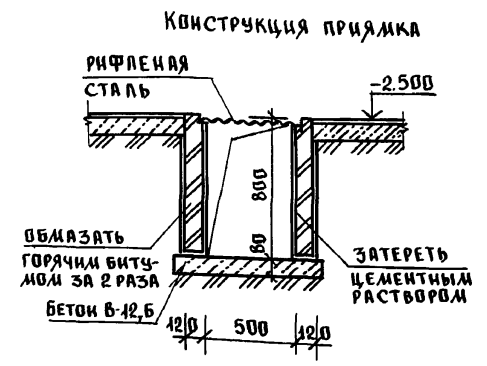 КОНСТРУКЦИЯ ПРИЯМКА
РИФЛЕНАЯ
СТАЛЬ
-2.500
800
80
ОБМАЗАТЬ
ГОРЯЧИМ БИТУ-
МОМ ЗА 2 РАЗА
БЕТОН В-12,5
ЗАТЕРЕТЬ
ЦЕМЕНТНЫМ
РАСТВОРОМ
120 500 120